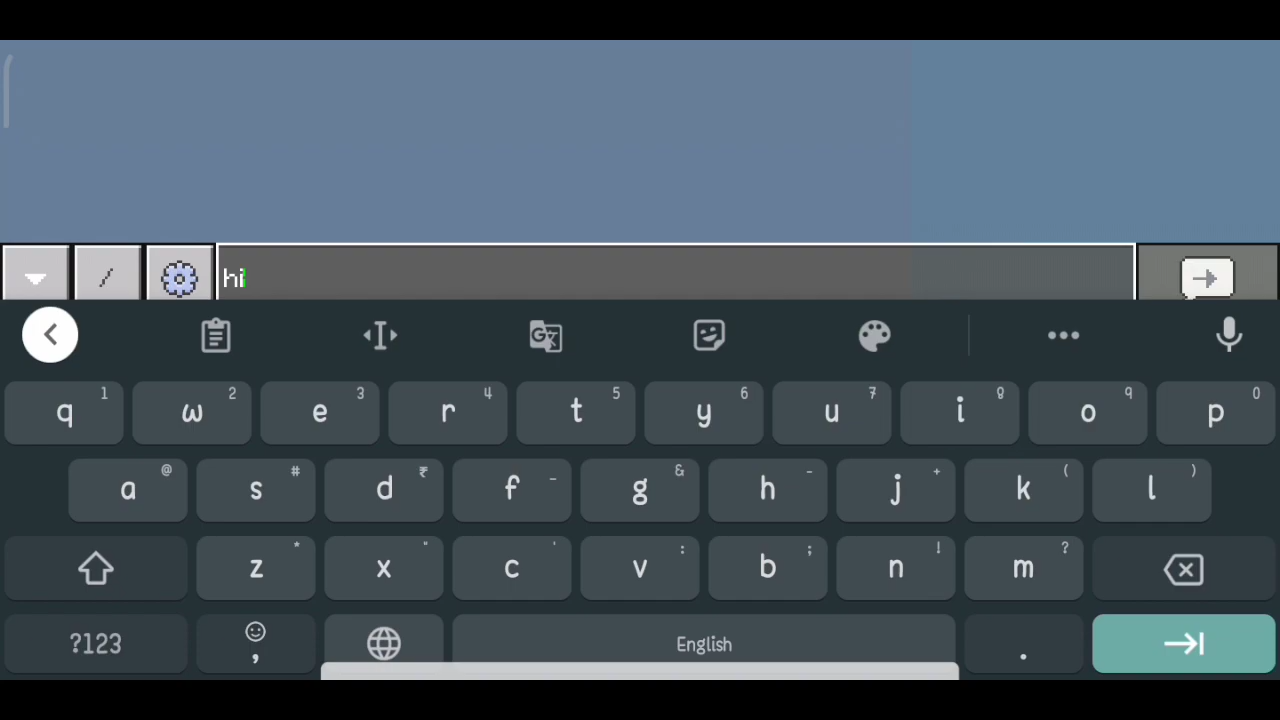 / hi
q 1 w 2 e 3 r 4 t 5 y 6 u 7 i 8 o 9 p 0
a @ s # d ₹ f _ g & h - j + k ( l )
z * x " c ' v : b ; n ! m ?
?123 , English .